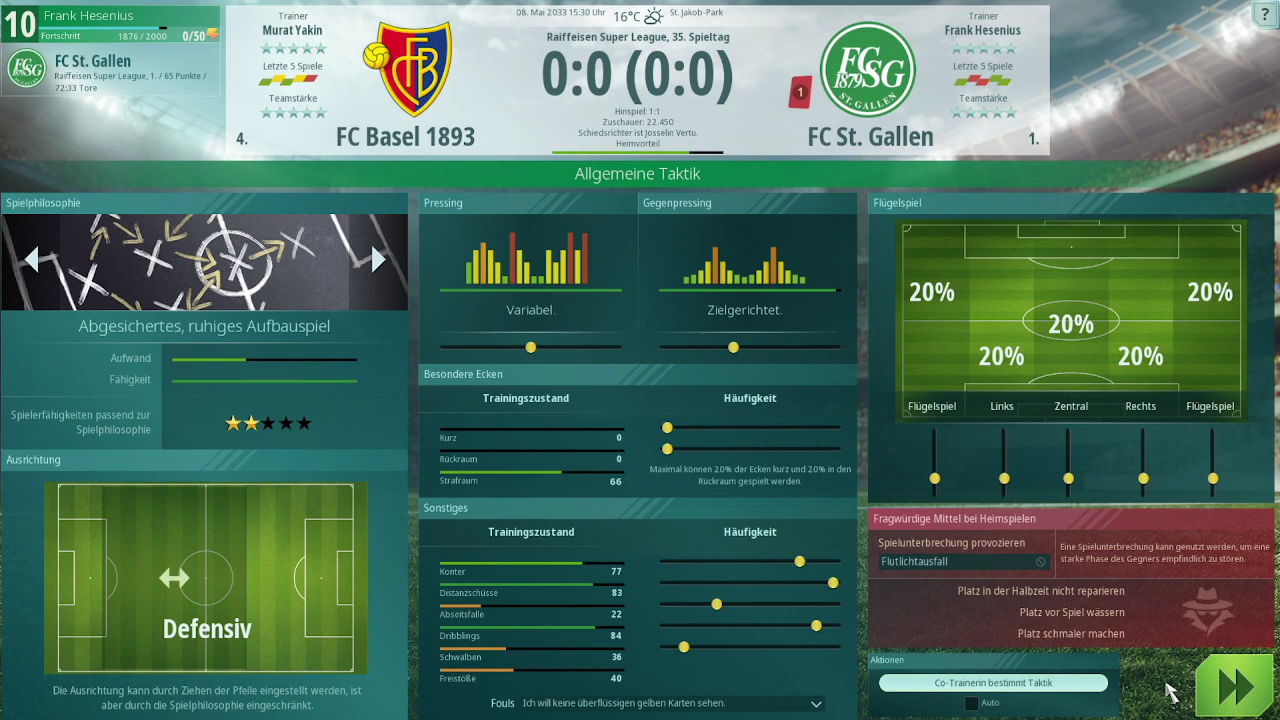 10
Frank Hesenius
Fortschritt 1876 / 2000 0/50
FC St. Gallen
Raiffeisen Super League, 1. / 65 Punkte /
72:33 Tore
FCSG
1879
Trainer
Murat Yakin
Letzte 5 Spiele
Teamstärke
4.
FCB
FC Basel 1893
08. Mai 2033 15:30 Uhr 16°C St. Jakob-Park
Raiffeisen Super League, 35. Spieltag
0:0 (0:0)
Hinspiel: 1:1
Zuschauer: 22.450
Schiedsrichter ist Josselin Vertu.
Heimvorteil
1
FCSG
1879
ST. GALLEN
FC St. Gallen
Trainer
Frank Hesenius
Letzte 5 Spiele
Teamstärke
1.
?
Allgemeine Taktik
Spielphilosophie
Abgesichertes, ruhiges Aufbauspiel
Aufwand
Fähigkeit
Spielerfähigkeiten passend zur
Spielphilosophie
Ausrichtung
Defensiv
Die Ausrichtung kann durch Ziehen der Pfeile eingestellt werden, ist
aber durch die Spielphilosophie eingeschränkt.
Pressing
Variabel.
Gegenpressing
Zielgerichtet.
Besondere Ecken
Trainingszustand Häufigkeit
Kurz 0
Rückraum 0
Strafraum 66
Maximal können 20% der Ecken kurz und 20% in den
Rückraum gespielt werden.
Sonstiges
Trainingszustand Häufigkeit
Konter 77
Distanzschüsse 83
Abseitsfalle 22
Dribblings 84
Schwalben 36
Freistöße 40
Fouls Ich will keine überflüssigen gelben Karten sehen.
Flügelspiel
20% 20%
20%
20% 20%
Flügelspiel Links Zentral Rechts Flügelspiel
Fragwürdige Mittel bei Heimspielen
Spielunterbrechung provozieren
Flutlichtausfall
Eine Spielunterbrechung kann genutzt werden, um eine
starke Phase des Gegners empfindlich zu stören.
Platz in der Halbzeit nicht reparieren
Platz vor Spiel wässern
Platz schmaler machen
Aktionen
Co-Trainerin bestimmt Taktik
Auto